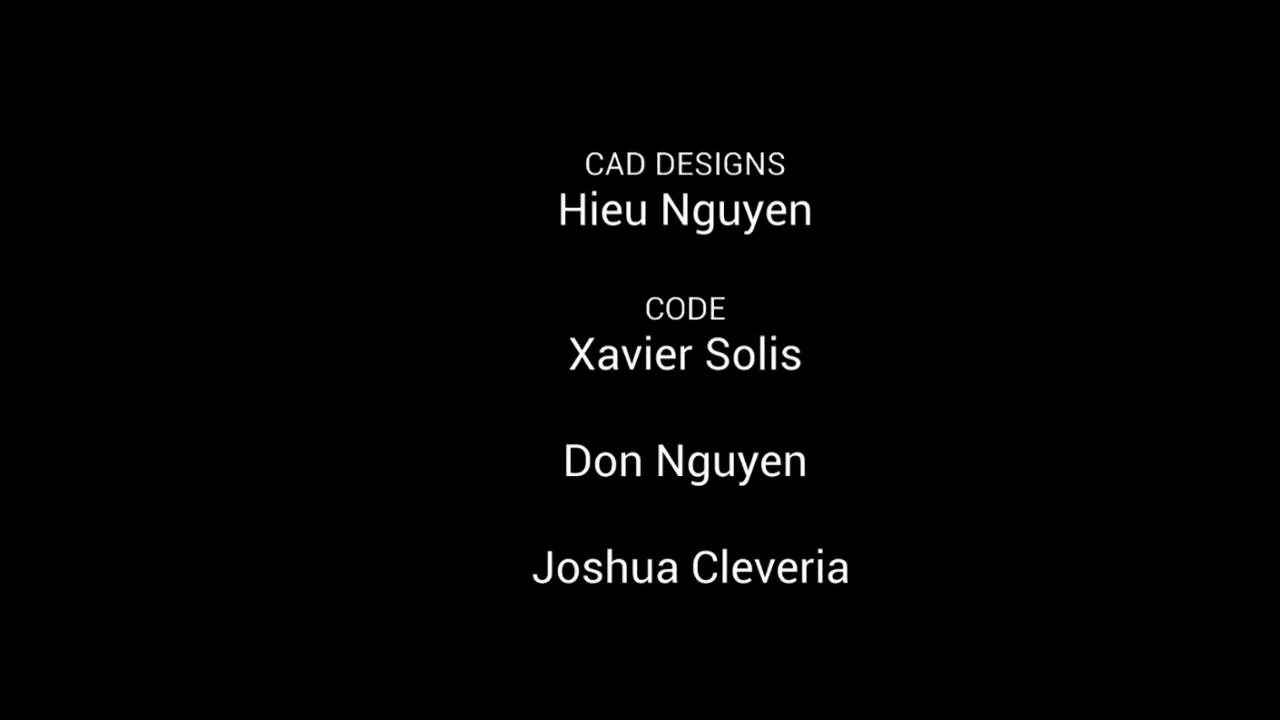 CAD DESIGNS
Hieu Nguyen
CODE
Xavier Solis
Don Nguyen
Joshua Cleveria